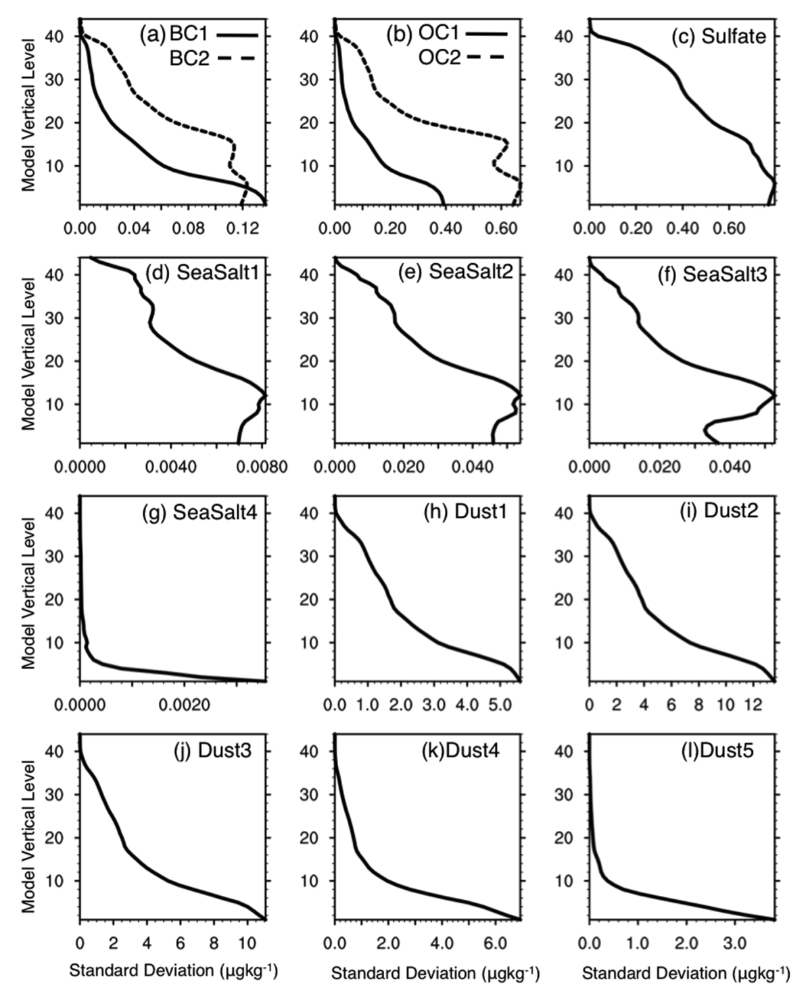 (a) BC1
BC2
(b) OC1
OC2
(c) Sulfate
Model Vertical Level
40
30
20
10
40
30
20
10
40
30
20
10
0.00 0.04 0.08 0.12
0.00 0.20 0.40 0.60
0.00 0.20 0.40 0.60
(d) SeaSalt1
(e) SeaSalt2
(f) SeaSalt3
Model Vertical Level
40
30
20
10
40
30
20
10
40
30
20
10
0.0000 0.0040 0.0080
0.000 0.020 0.040
0.000 0.020 0.040
(g) SeaSalt4
(h) Dust1
(i) Dust2
Model Vertical Level
40
30
20
10
40
30
20
10
40
30
20
10
0.0000 0.0020
0.0 1.0 2.0 3.0 4.0 5.0
0 2 4 6 8 10 12
(j) Dust3
(k)Dust4
(l)Dust5
Model Vertical Level
40
30
20
10
40
30
20
10
40
30
20
10
0 2 4 6 8 10
0.0 2.0 4.0 6.0
0.0 1.0 2.0 3.0
Standard Deviation (µgkg⁻¹)
Standard Deviation (µgkg⁻¹)
Standard Deviation (µgkg⁻¹)